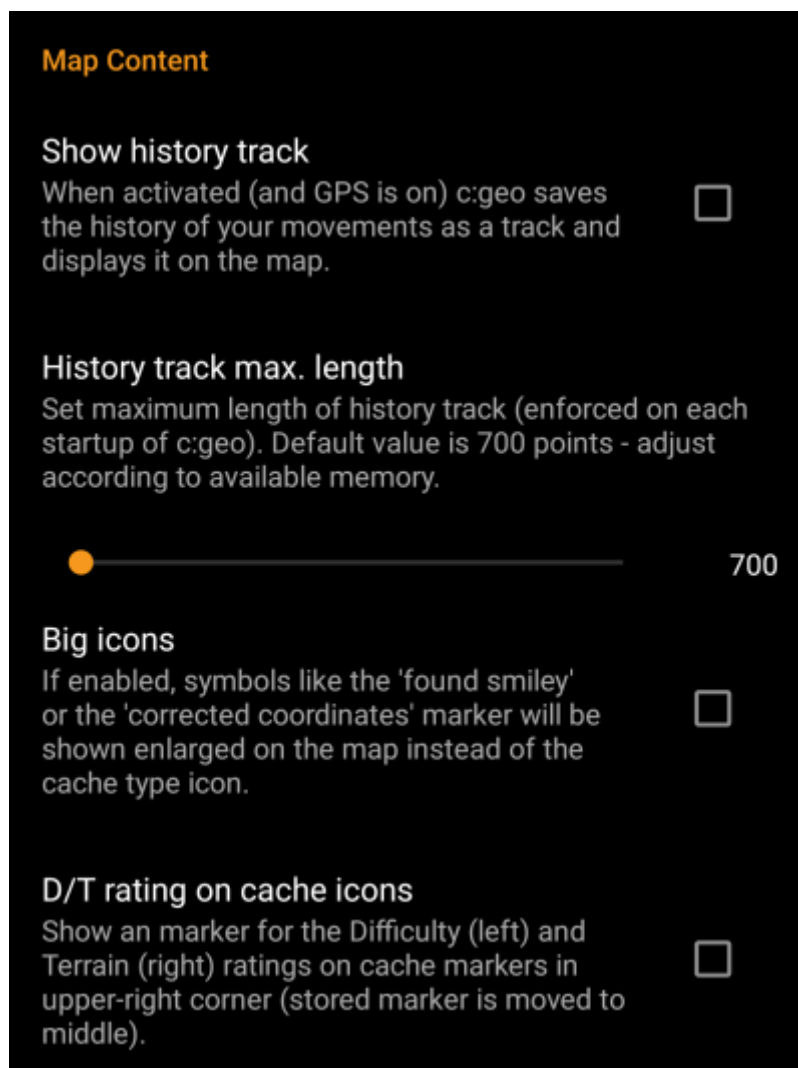 Map Content
Show history track
When activated (and GPS is on) c:geo saves
the history of your movements as a track and
displays it on the map.
History track max. length
Set maximum length of history track (enforced on each
startup of c:geo). Default value is 700 points - adjust
according to available memory.
700
Big icons
If enabled, symbols like the 'found smiley'
or the 'corrected coordinates' marker will be
shown enlarged on the map instead of the
cache type icon.
D/T rating on cache icons
Show an marker for the Difficulty (left) and
Terrain (right) ratings on cache markers in
upper-right corner (stored marker is moved to
middle).